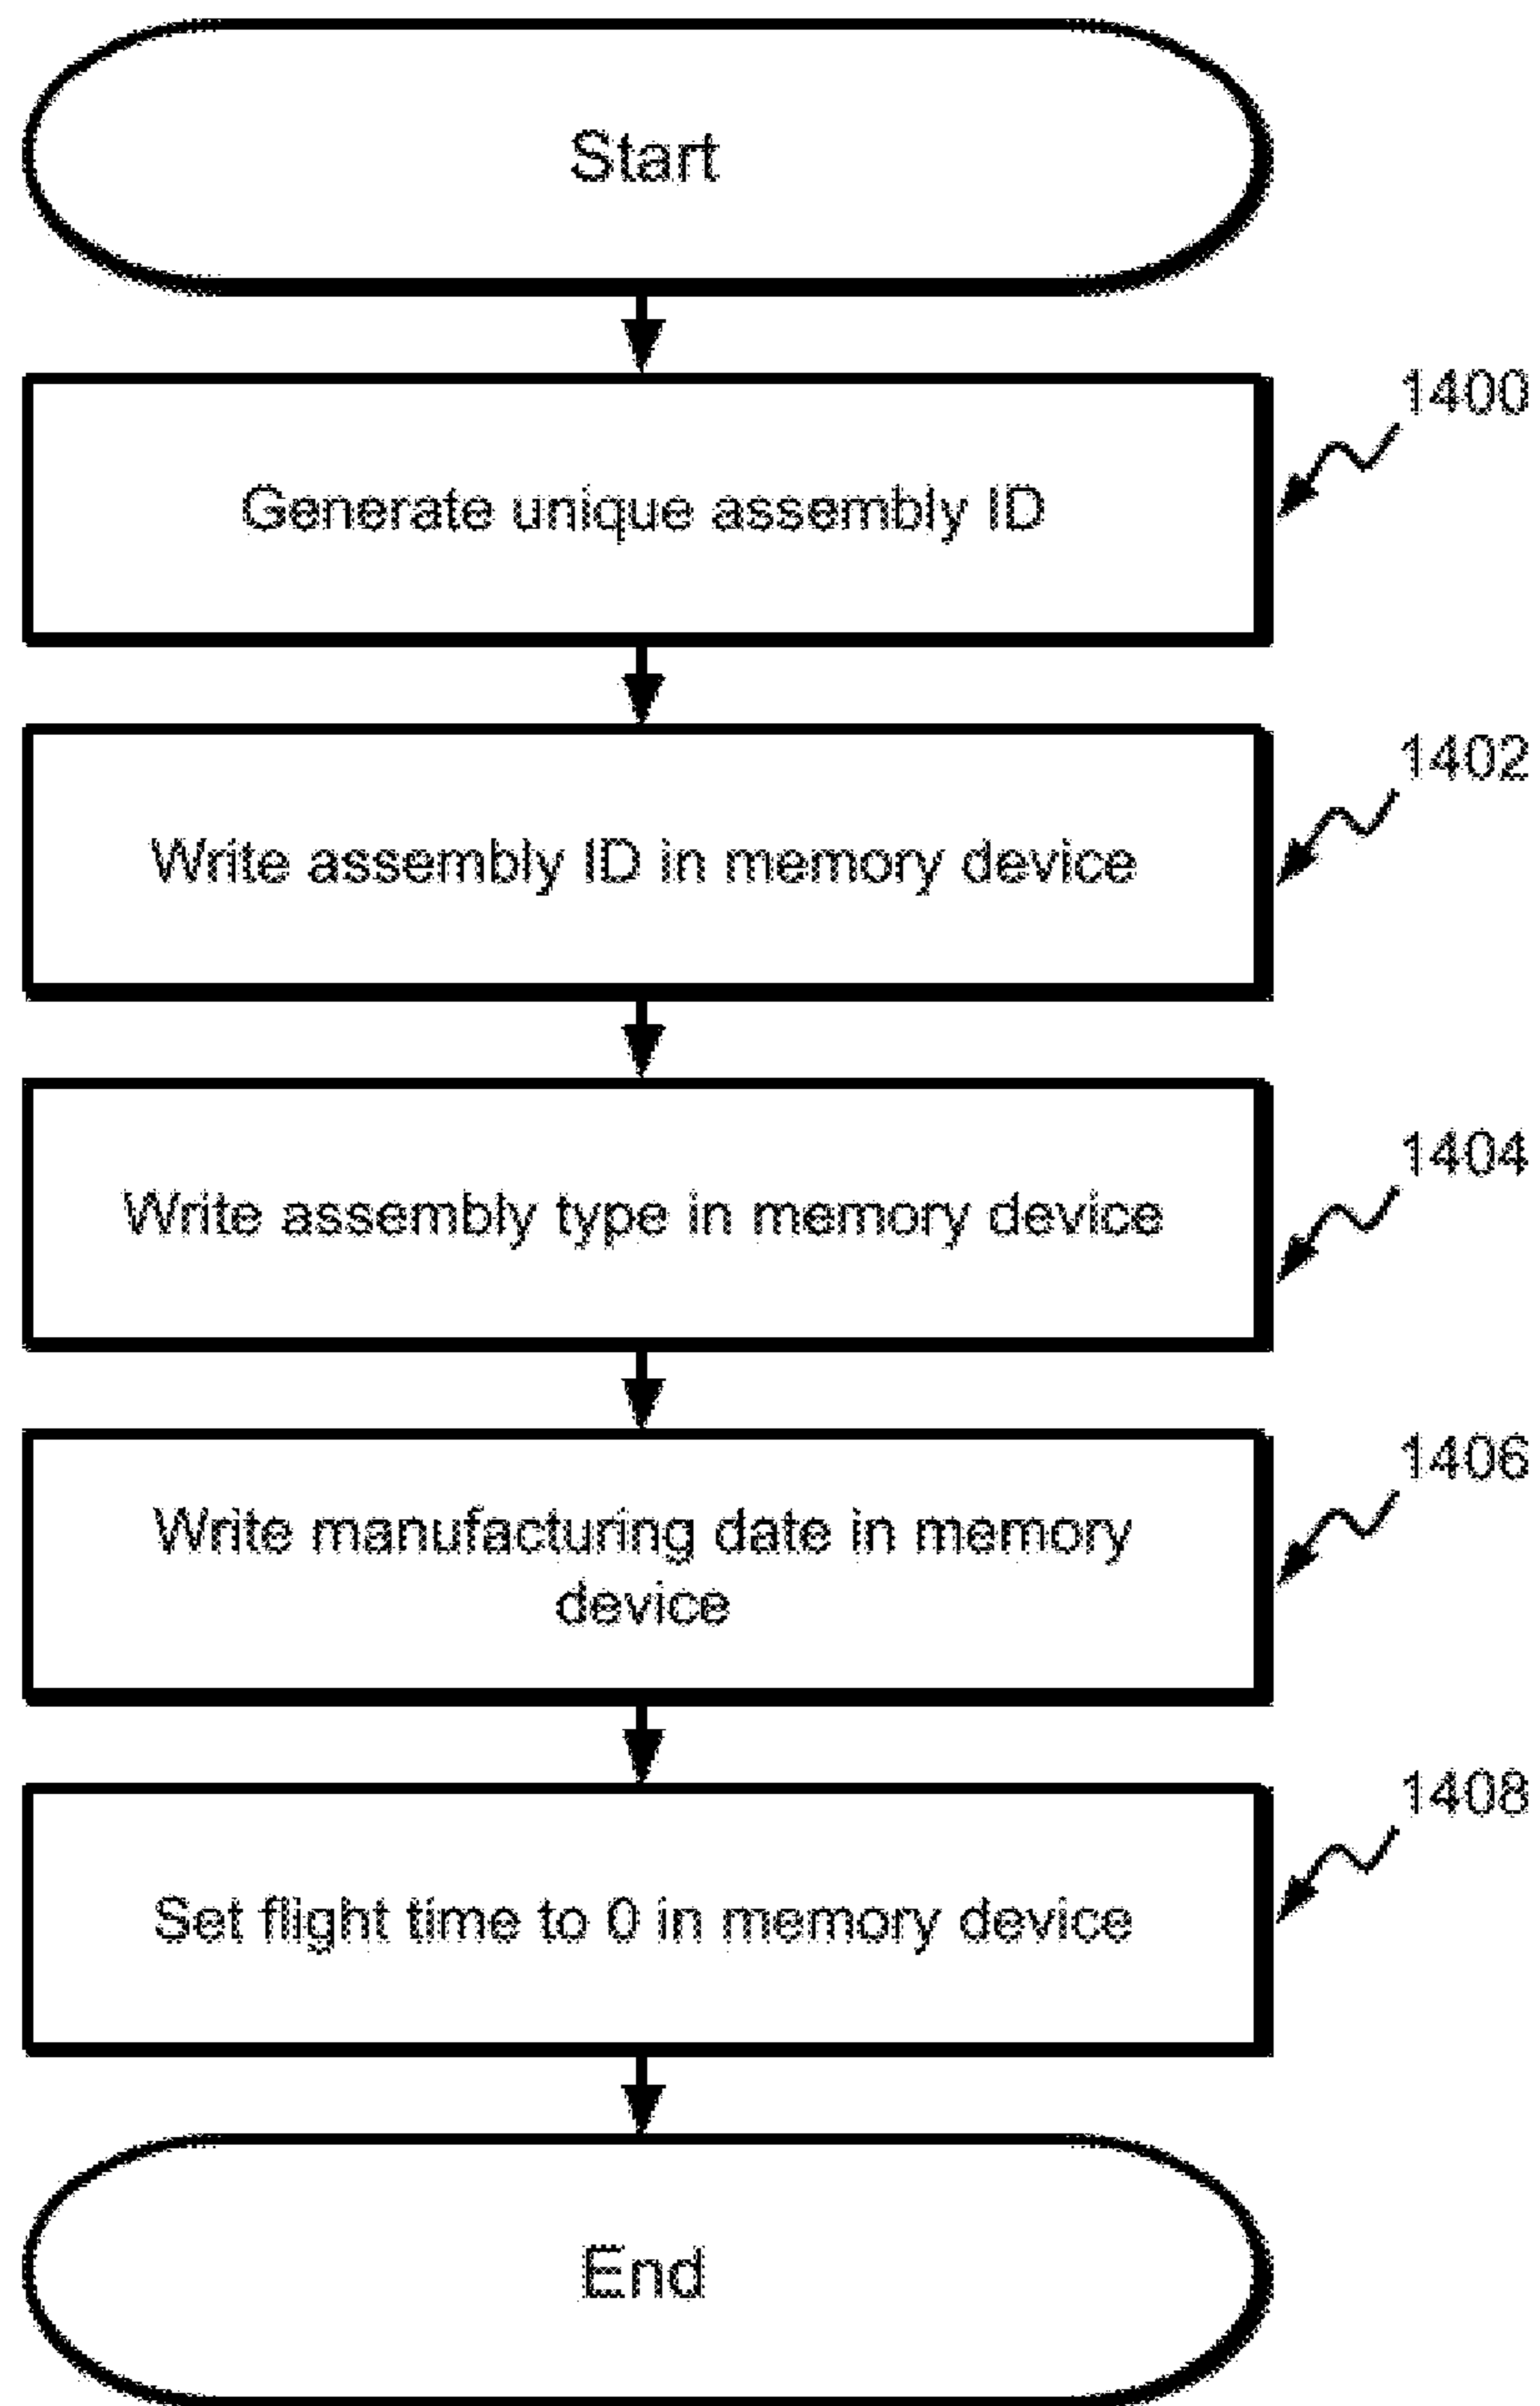 Start
1400
Generate unique assembly ID
1402
Write assembly ID in memory device
1404
Write assembly type in memory device
1406
Write manufacturing date in memory
device
1408
Set flight time to 0 in memory device
End